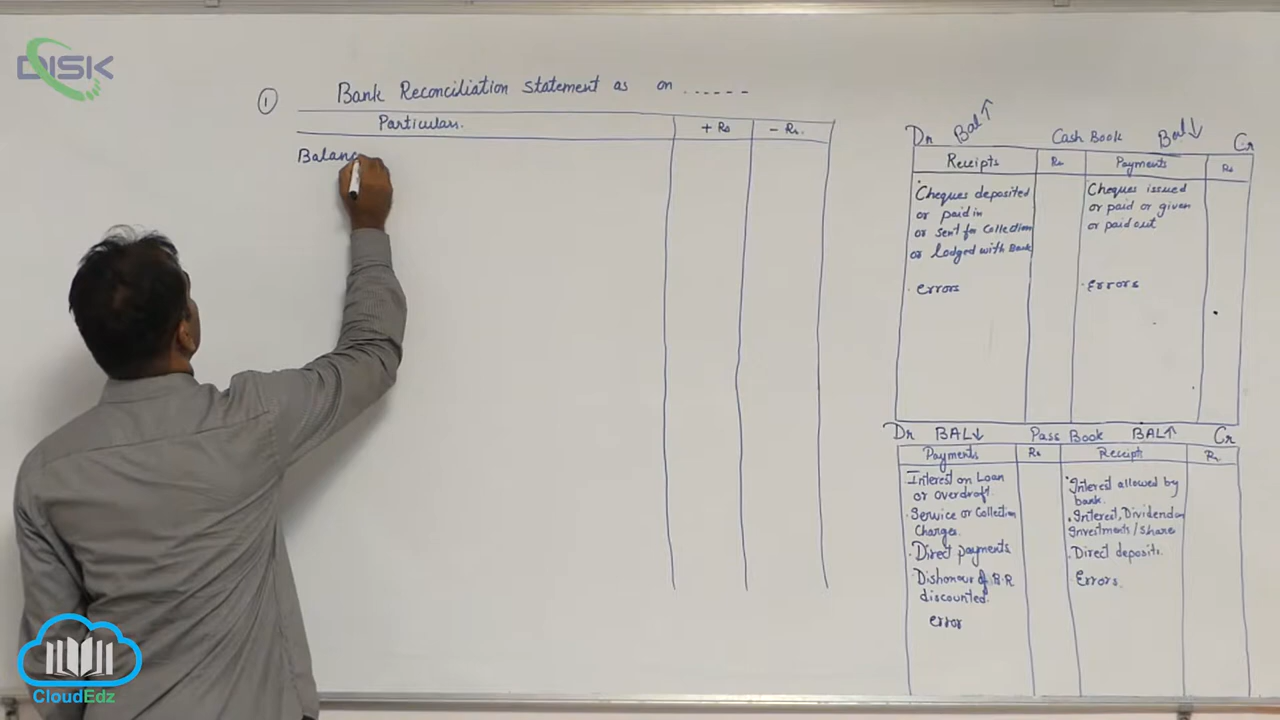 DISK
① Bank Reconciliation Statement as on ......
Particulars. + Rs - Rs.
Balanc
Dr Bal↑ Cash Book Bal↓ Cr
Receipts Rs Payments Rs
· Cheques deposited
or paid in
or sent for Collection
or lodged with Bank
· errors
Cheques issued
or paid or given
or paid out
· Errors
Dr BAL↓ Pass Book BAL↑ Cr
Payments Rs Receipts Rs
Interest on Loan
or overdraft.
· Service or Collection
Charges.
· Direct payments
· Dishonour of B.R
discounted.
error
· Interest allowed by
bank.
· Interest, Dividend on
Investments/share
· Direct deposits.
Errors.
CloudEdz